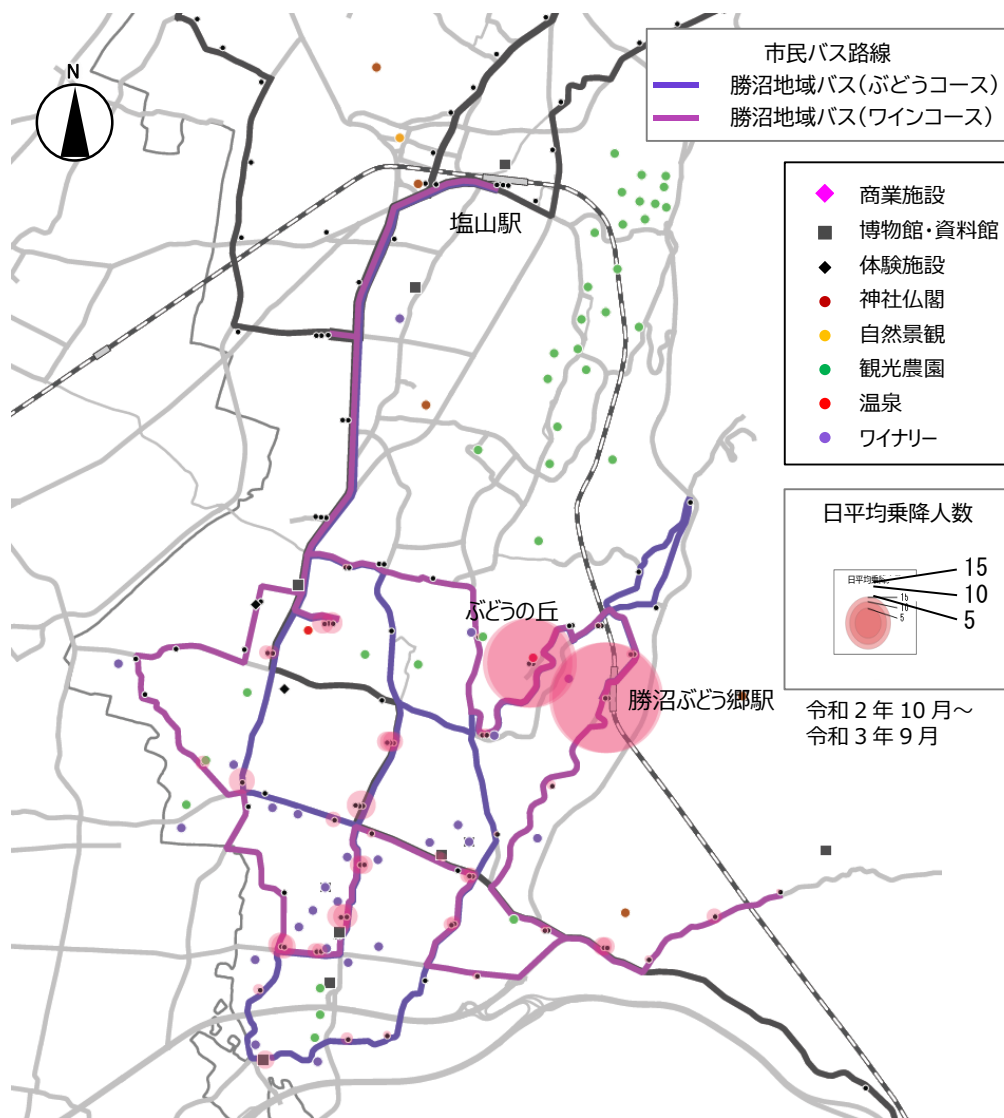 N
市民バス路線
勝沼地域バス(ぶどうコース)
勝沼地域バス(ワインコース)
塩山駅
商業施設
博物館・資料館
体験施設
神社仏閣
自然景観
観光農園
温泉
ワイナリー
日平均乗降人数
15
10
5
15
10
5
ぶどうの丘
勝沼ぶどう郷駅
令和2年10月～
令和3年9月